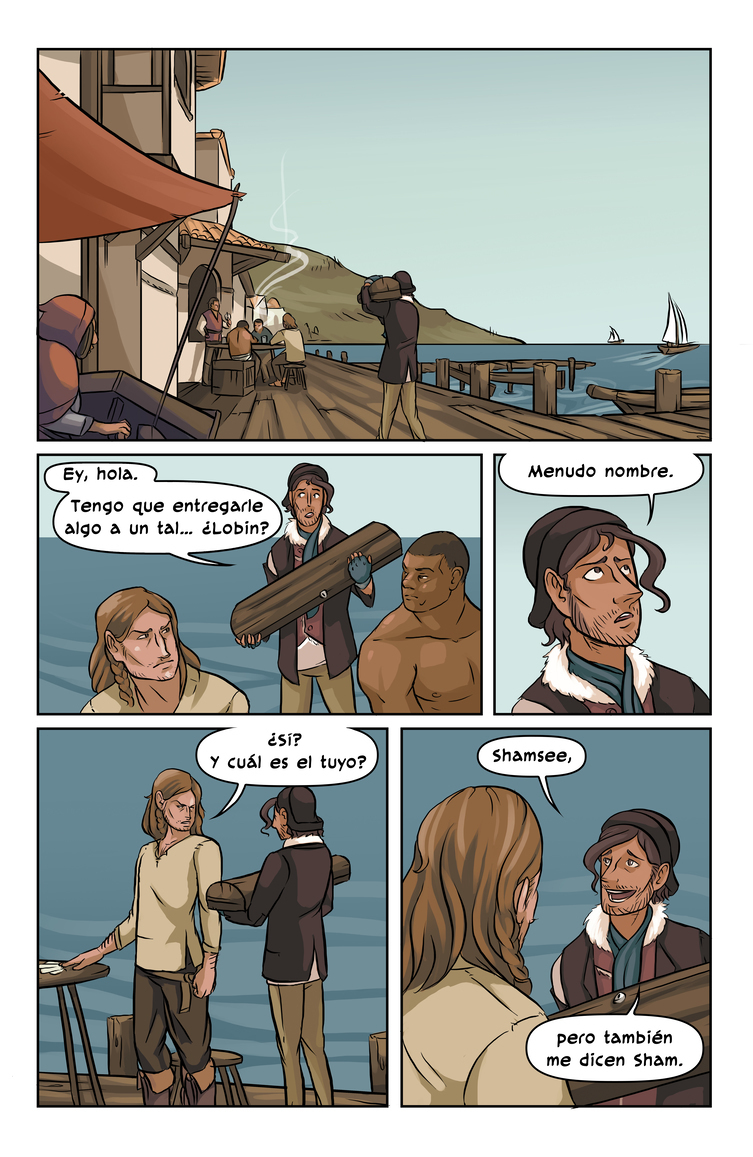 Ey, hola.
Tengo que entregarle
algo a un tal... ¿Lobin?
Menudo nombre.
¿Sí?
Y cuál es el tuyo?
Shamsee,
pero también
me dicen Sham.